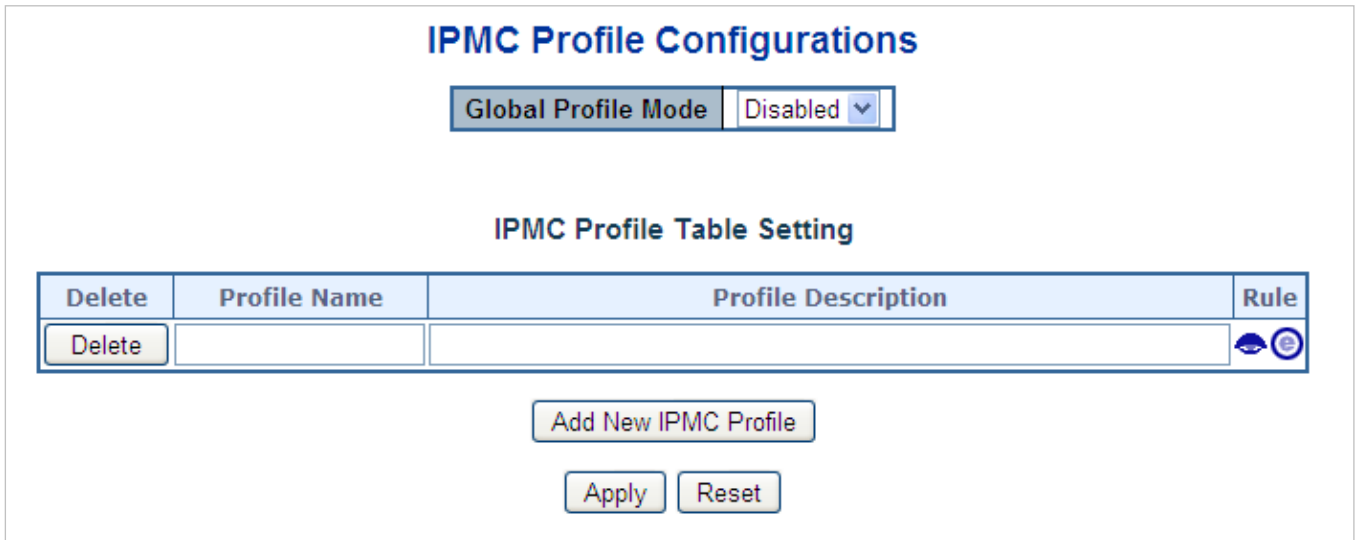 IPMC Profile Configurations
Global Profile Mode Disabled
IPMC Profile Table Setting
Delete Profile Name Profile Description Rule
Delete e
Add New IPMC Profile
Apply Reset